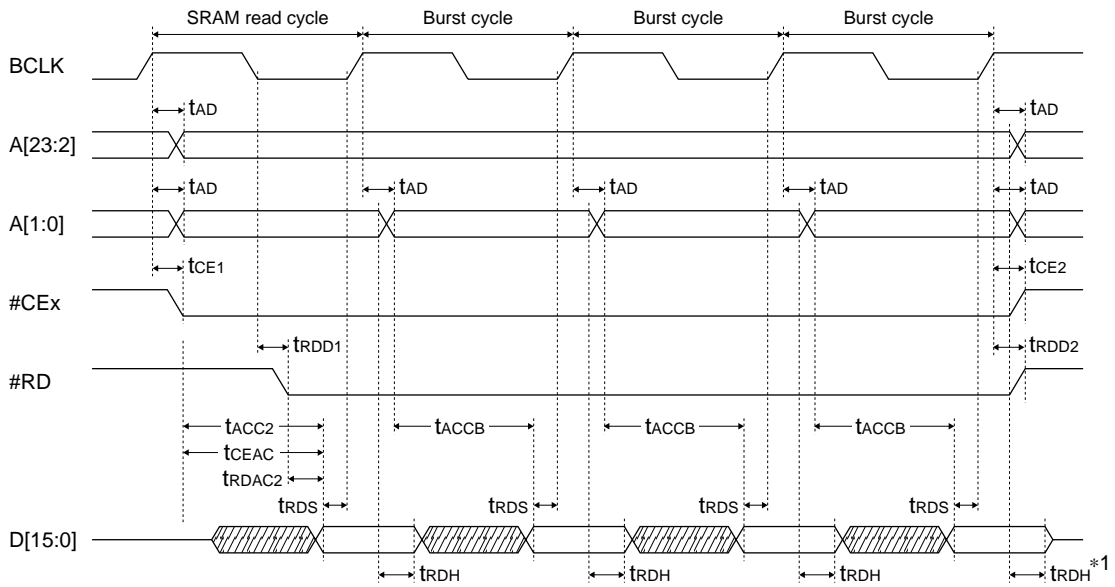 SRAM read cycle Burst cycle Burst cycle Burst cycle
BCLK
tAD tAD
A[23:2]
tAD tAD tAD tAD tAD
A[1:0]
tCE1 tCE2
#CEx
tRDD1 tRDD2
#RD
tACC2 tACCB tACCB tACCB
tCEAC
tRDAC2
tRDS tRDS tRDS tRDS
D[15:0]
tRDH tRDH tRDH tRDH*1